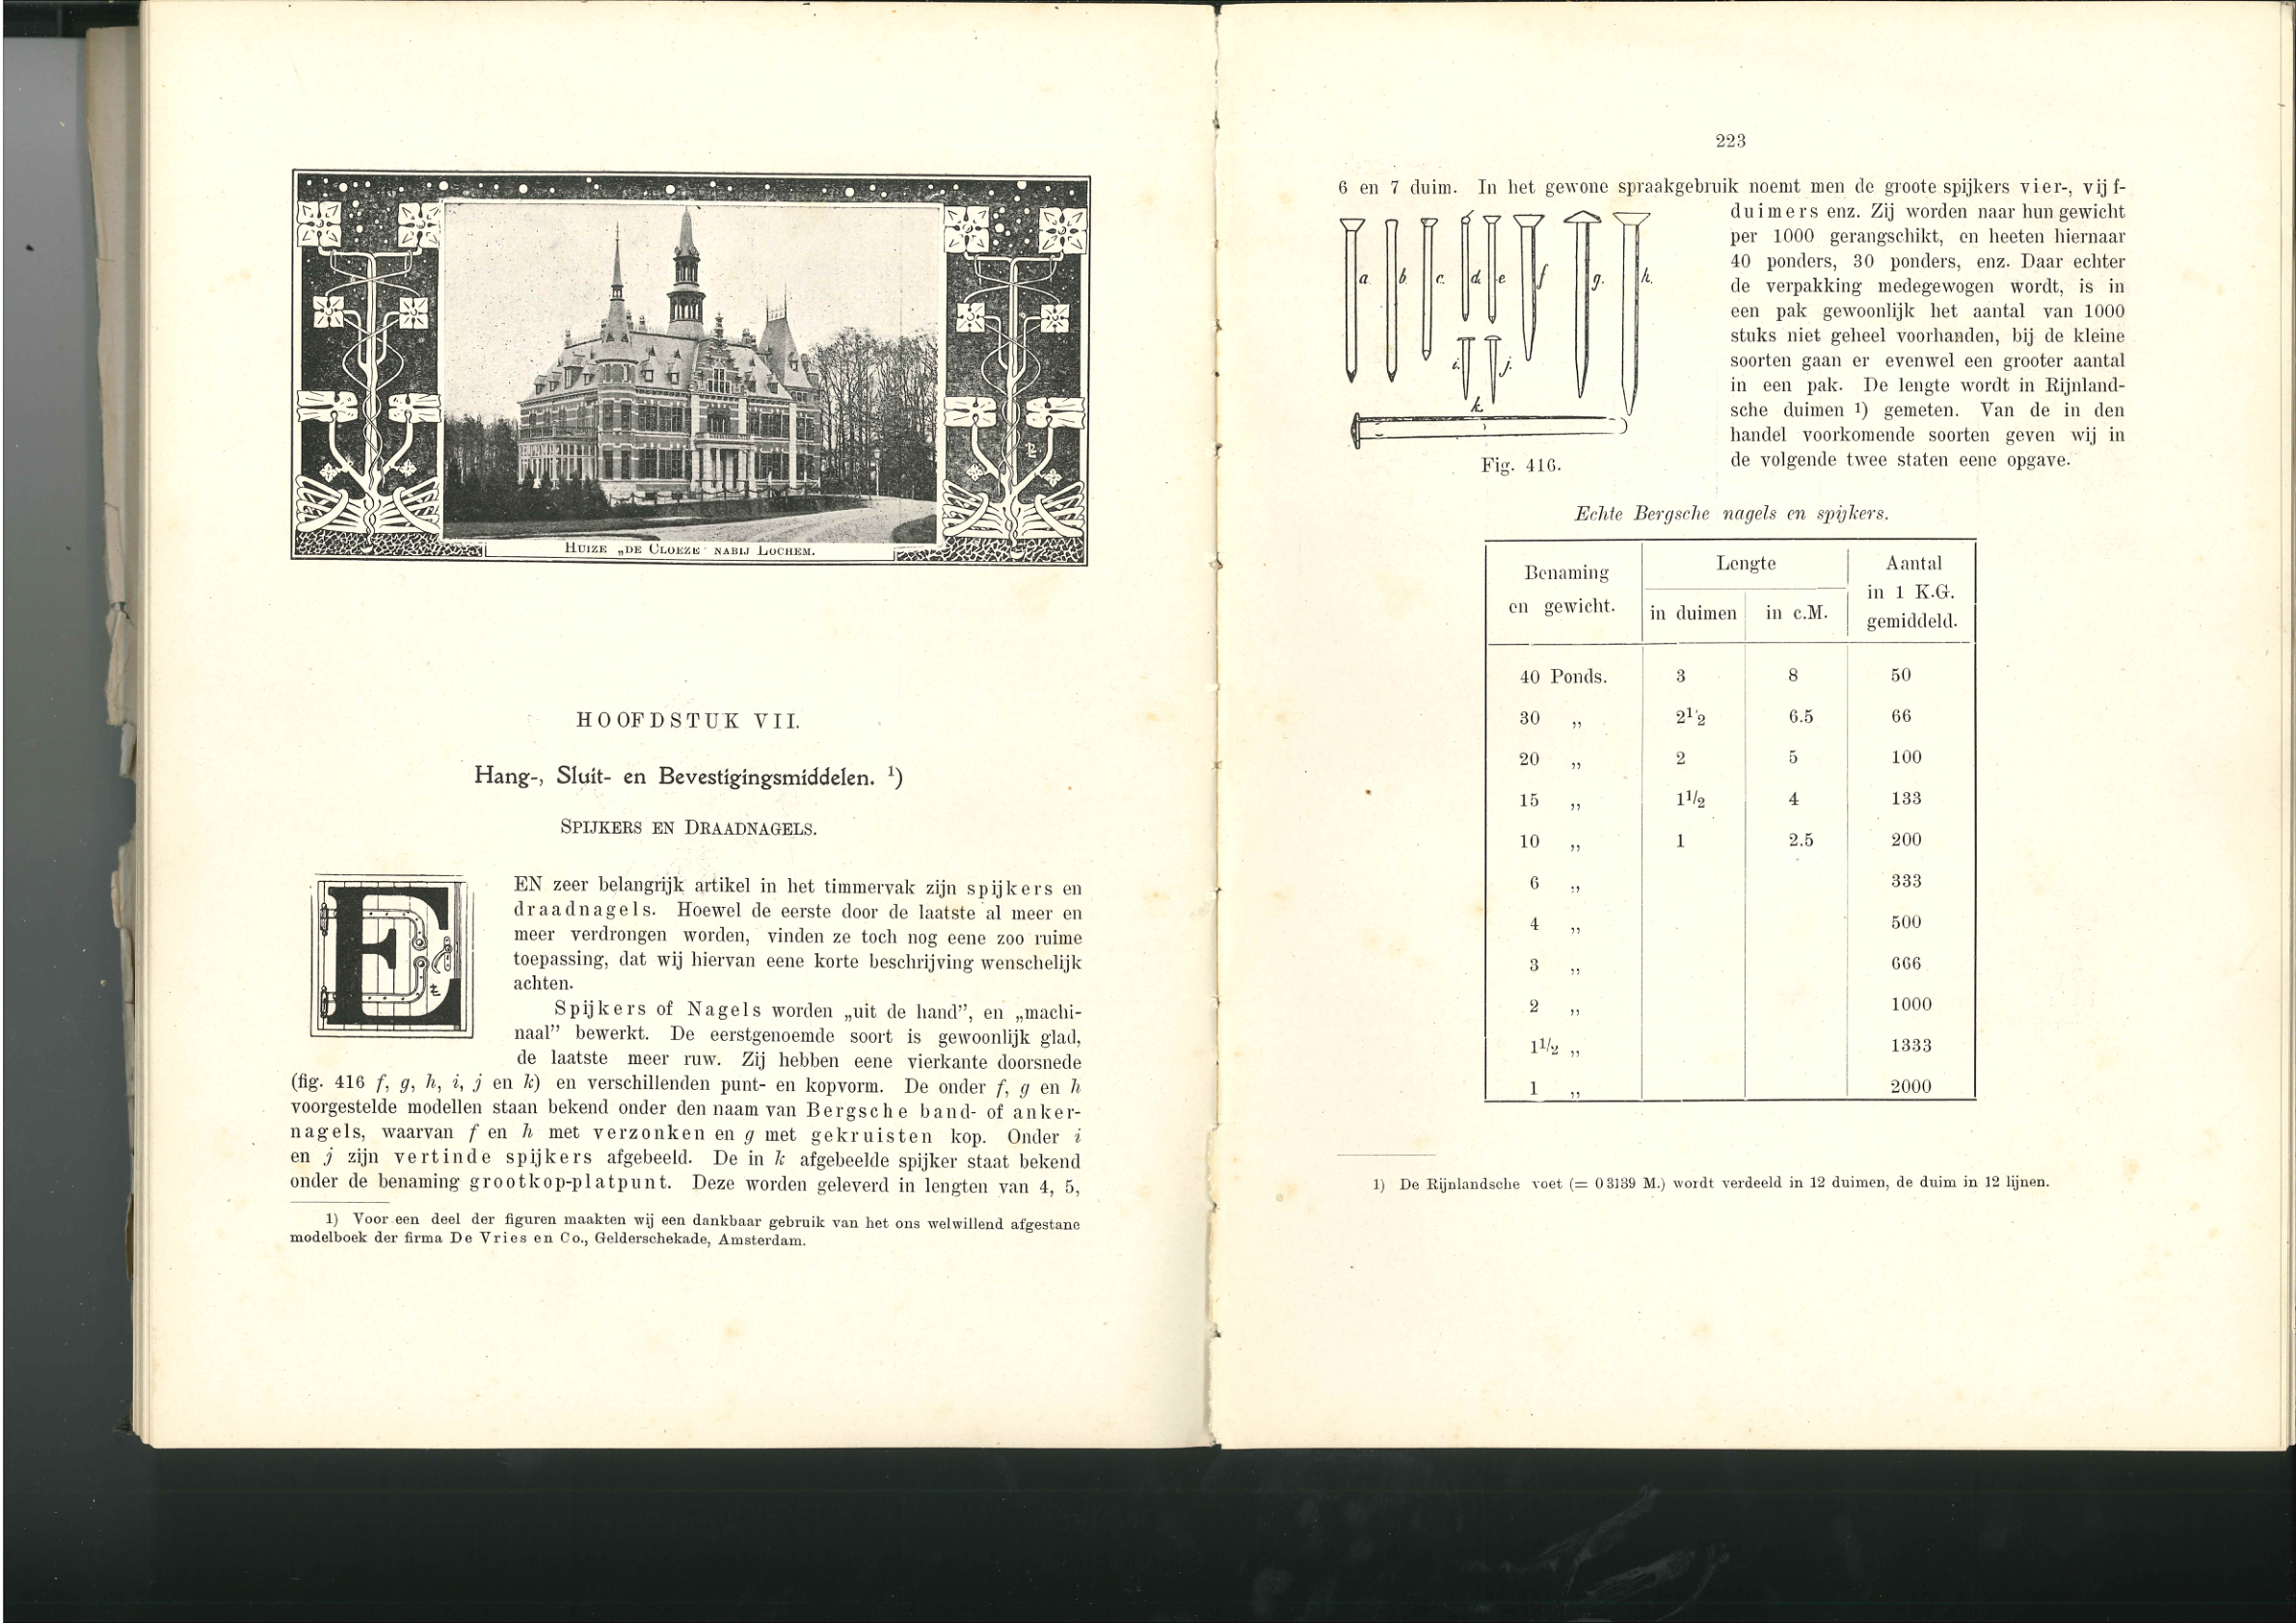 HUIZE „DE CLOEZE" NABIJ LOCHEM.
HOOFDSTUK VII.
Hang-, Sluit- en Bevestigingsmiddelen. ¹)
SPIJKERS EN DRAADNAGELS.
EEN zeer belangrijk artikel in het timmervak zijn spijkers en
draadnagels. Hoewel de eerste door de laatste al meer en
meer verdrongen worden, vinden ze toch nog eene zoo ruime
toepassing, dat wij hiervan eene korte beschrijving wenschelijk
achten.
Spijkers of Nagels worden „uit de hand”, en „machi-
naal” bewerkt. De eerstgenoemde soort is gewoonlijk glad,
de laatste meer ruw. Zij hebben eene vierkante doorsnede
(fig. 416 f, g, h, i, j en k) en verschillenden punt- en kopvorm. De onder f, g en h
voorgestelde modellen staan bekend onder den naam van Bergsche band- of anker-
nagels, waarvan f en h met verzonken en g met gekruisten kop. Onder i
en j zijn vertinde spijkers afgebeeld. De in k afgebeelde spijker staat bekend
onder de benaming grootkop-platpunt. Deze worden geleverd in lengten van 4, 5,
1) Voor een deel der figuren maakten wij een dankbaar gebruik van het ons welwillend afgestane
modelboek der firma De Vries en Co., Gelderschekade, Amsterdam.
223
6 en 7 duim. In het gewone spraakgebruik noemt men de groote spijkers vier-, vijf-
duimers enz. Zij worden naar hun gewicht
per 1000 gerangschikt, en heeten hiernaar
40 ponders, 30 ponders, enz. Daar echter
de verpakking medegewogen wordt, is in
een pak gewoonlijk het aantal van 1000
stuks niet geheel voorhanden, bij de kleine
soorten gaan er evenwel een grooter aantal
in een pak. De lengte wordt in Rijnland-
sche duimen ¹) gemeten. Van de in den
handel voorkomende soorten geven wij in
de volgende twee staten eene opgave.
a. b. c. d. e f g. h.
i. j.
k.
Fig. 416.
Echte Bergsche nagels en spijkers.
Benaming
en gewicht.
Lengte
in duimen in c.M.
Aantal
in 1 K.G.
gemiddeld.
40 Ponds. 3 8 50
30 „ 2 1/2 6.5 66
20 „ 2 5 100
15 „ 1 1/2 4 133
10 „ 1 2.5 200
6 „ 333
4 „ 500
3 „ 666
2 „ 1000
1 1/2 „ 1333
1 „ 2000
1) De Rijnlandsche voet (= 0 3139 M.) wordt verdeeld in 12 duimen, de duim in 12 lijnen.